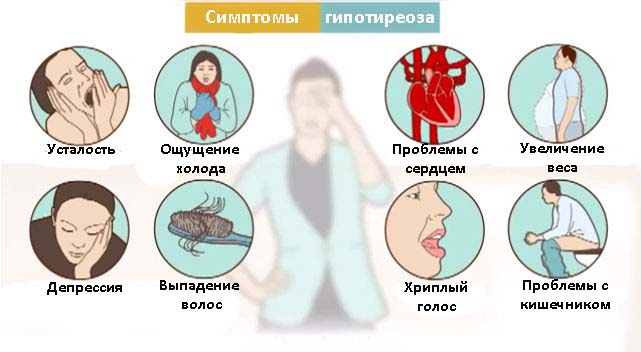 Симптомы гипотиреоза
Усталость
Ощущение
холода
Проблемы с
сердцем
Увеличение
веса
Депрессия
Выпадение
волос
Хриплый
голос
Проблемы с
кишечником